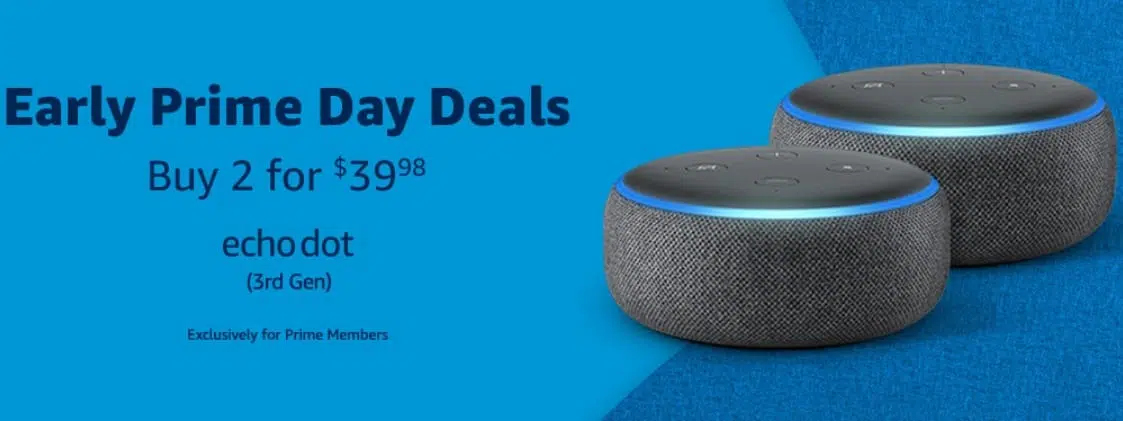 Early Prime Day Deals
Buy 2 for $39⁹⁸
echo dot
(3rd Gen)
Exclusively for Prime Members